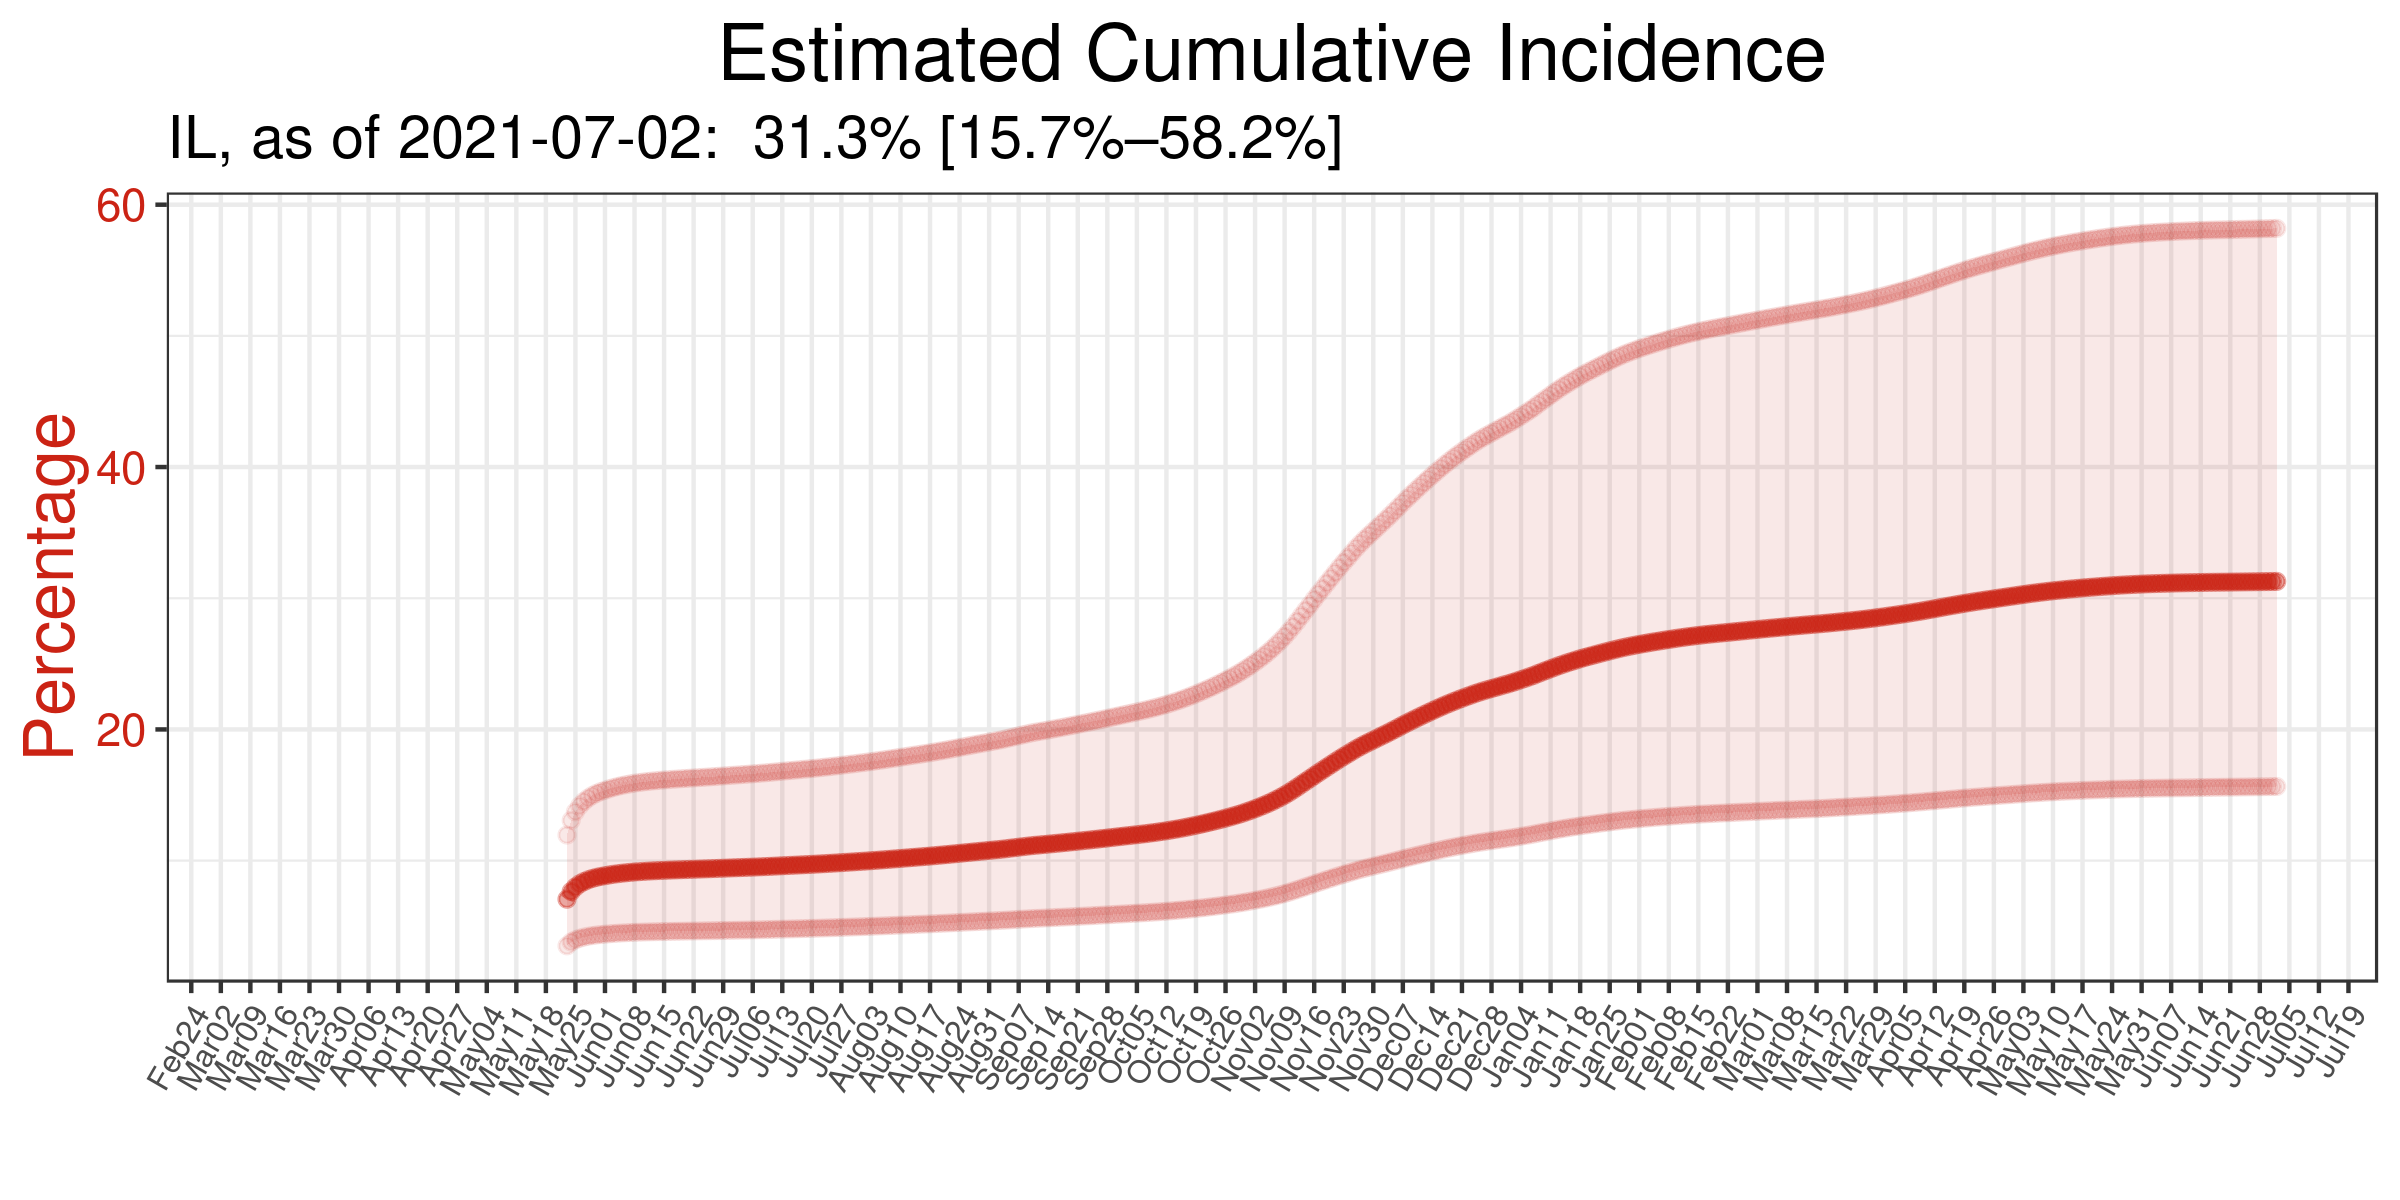 Estimated Cumulative Incidence
IL, as of 2021-07-02:  31.3% [15.7%–58.2%]
Percentage
60
40
20
Feb24
Mar02
Mar09
Mar16
Mar23
Mar30
Apr06
Apr13
Apr20
Apr27
May04
May11
May18
May25
Jun01
Jun08
Jun15
Jun22
Jun29
Jul06
Jul13
Jul20
Jul27
Aug03
Aug10
Aug17
Aug24
Aug31
Sep07
Sep14
Sep21
Sep28
Oct05
Oct12
Oct19
Oct26
Nov02
Nov09
Nov16
Nov23
Nov30
Dec07
Dec14
Dec21
Dec28
Jan04
Jan11
Jan18
Jan25
Feb01
Feb08
Feb15
Feb22
Mar01
Mar08
Mar15
Mar22
Mar29
Apr05
Apr12
Apr19
Apr26
May03
May10
May17
May24
May31
Jun07
Jun14
Jun21
Jun28
Jul05
Jul12
Jul19